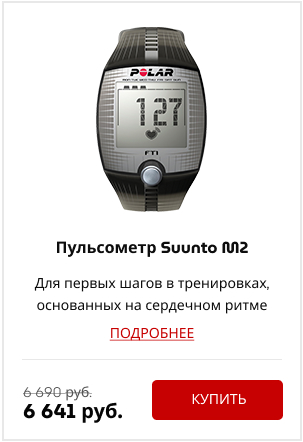 POLAR
127
FT1
Пульсометр Suunto M2
Для первых шагов в тренировках,
основанных на сердечном ритме
ПОДРОБНЕЕ
6 690 руб.
6 641 руб.
КУПИТЬ